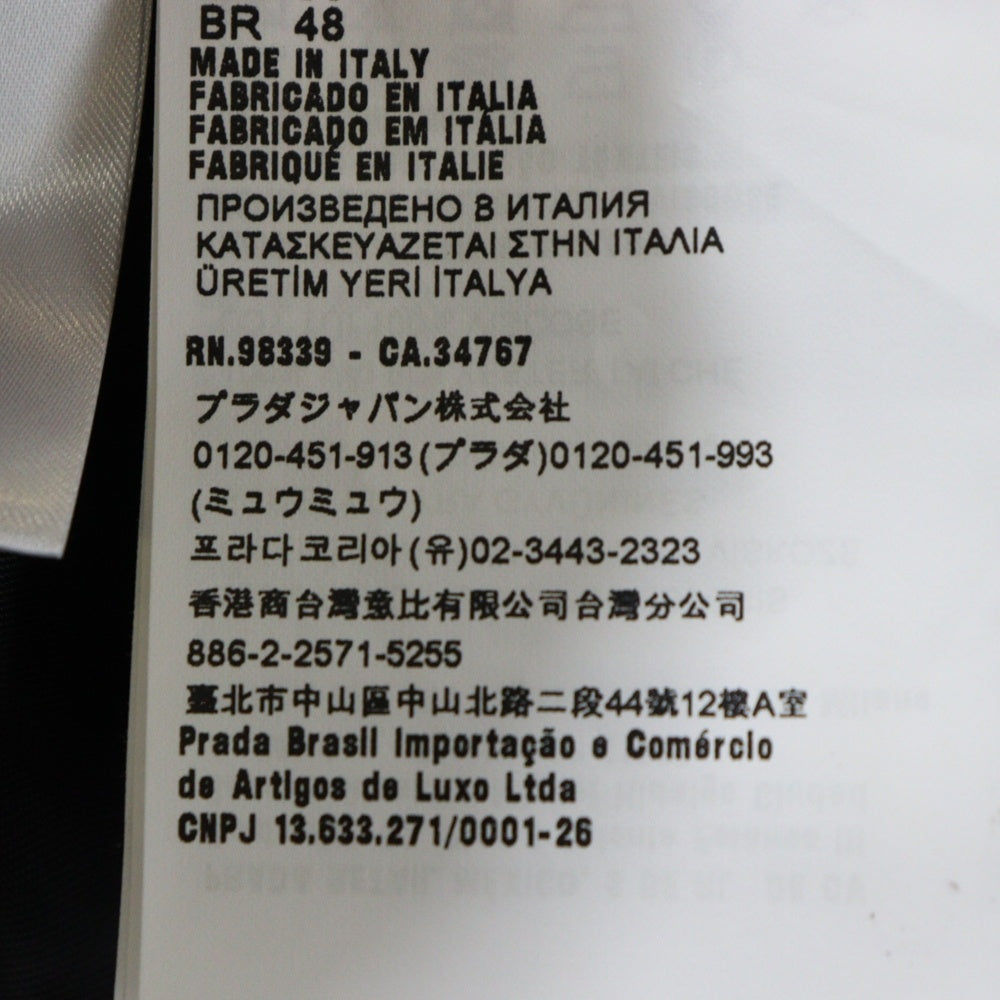 BR 48
MADE IN ITALY
FABRICADO EN ITALIA
FABRICADO EM ITÁLIA
FABRIQUÉ EN ITALIE
ПРОИЗВЕДЕНО В ИТАЛИЯ
ΚΑΤΑΣΚΕΥΑΖΕΤΑΙ ΣΤΗΝ ΙΤΑΛΙΑ
ÜRETİM YERİ İTALYA
RN.98339 - CA.34767
プラダジャパン株式会社
0120-451-913(プラダ)0120-451-993
(ミュウミュウ)
프라다코리아(유)02-3443-2323
香港商台灣意比有限公司台灣分公司
886-2-2571-5255
臺北市中山區中山北路二段44號12樓A室
Prada Brasil Importação e Comércio
de Artigos de Luxo Ltda
CNPJ 13.633.271/0001-26